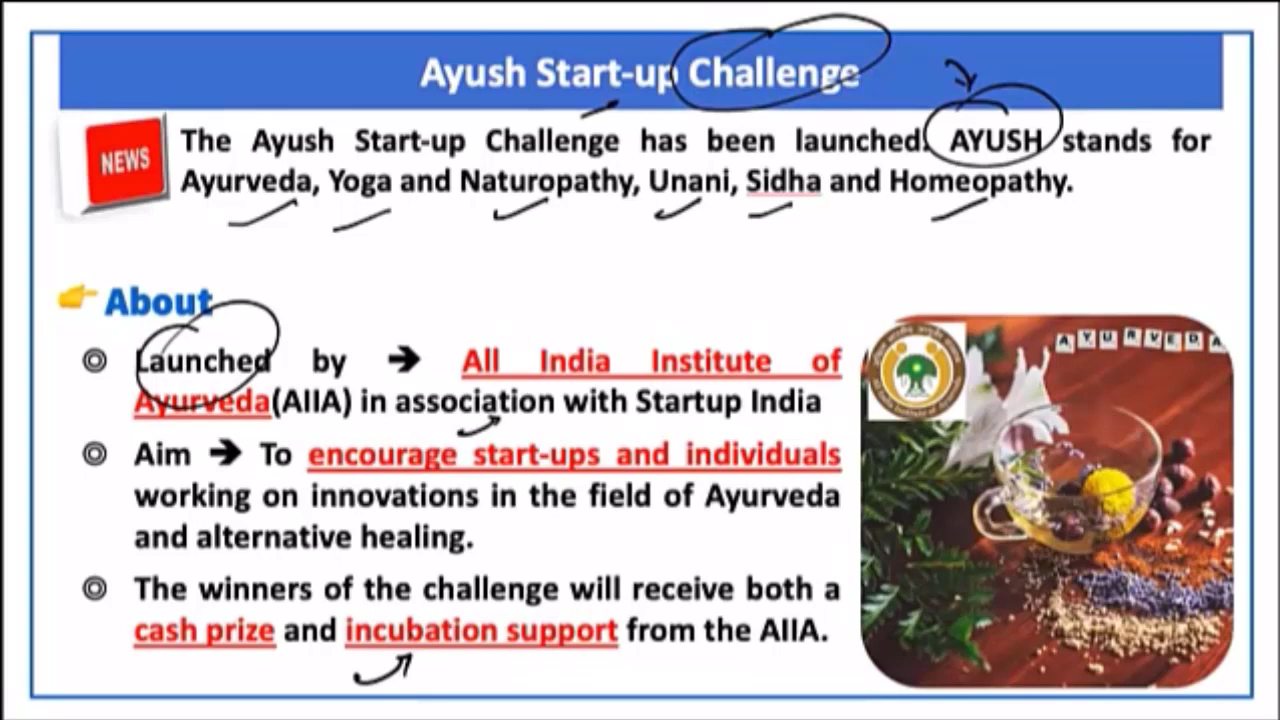 Ayush Start-up Challenge
NEWS
The Ayush Start-up Challenge has been launched. AYUSH stands for
Ayurveda, Yoga and Naturopathy, Unani, Sidha and Homeopathy.
About
Launched by ➔ All India Institute of
Ayurveda(AIIA) in association with Startup India
Aim ➔ To encourage start-ups and individuals
working on innovations in the field of Ayurveda
and alternative healing.
The winners of the challenge will receive both a
cash prize and incubation support from the AIIA.
AYURVEDA